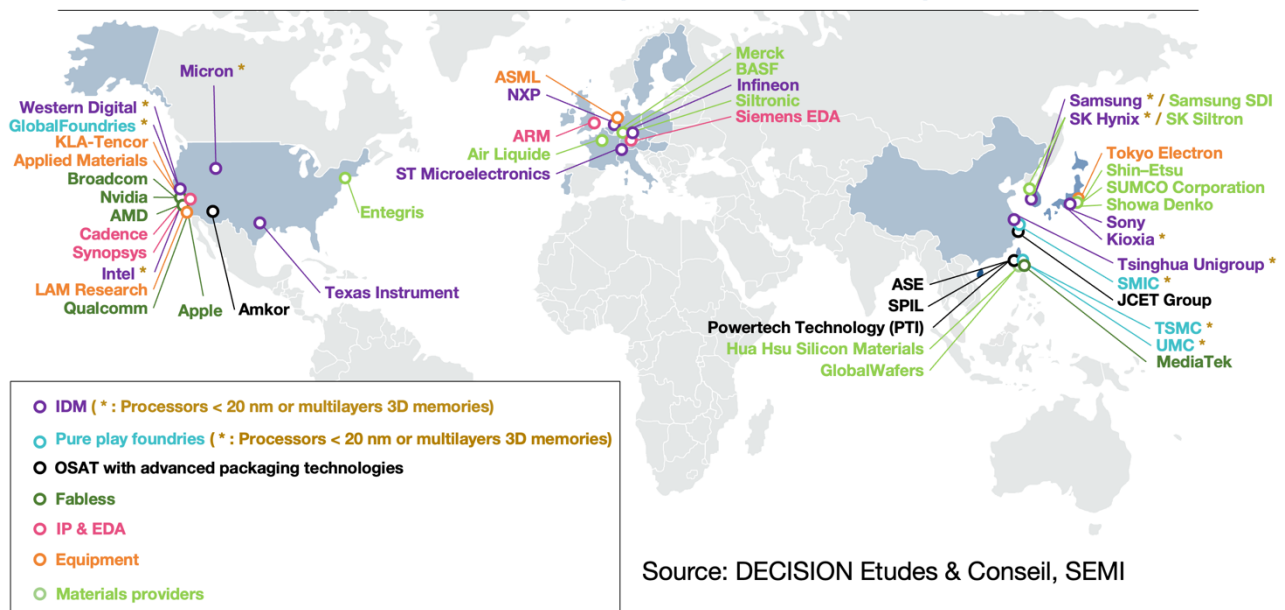 Micron *
Western Digital *
GlobalFoundries *
KLA-Tencor
Applied Materials
Broadcom
Nvidia
AMD
Cadence
Synopsys
Intel *
LAM Research
Qualcomm
Apple
Amkor
Texas Instrument
Entegris
ASML
NXP
ARM
Air Liquide
ST Microelectronics
Merck
BASF
Infineon
Siltronic
Siemens EDA
Samsung * / Samsung SDI
SK Hynix * / SK Siltron
Tokyo Electron
Shin–Etsu
SUMCO Corporation
Showa Denko
Sony
Kioxia *
Tsinghua Unigroup *
SMIC *
JCET Group
ASE
SPIL
Powertech Technology (PTI)
Hua Hsu Silicon Materials
GlobalWafers
TSMC *
UMC *
MediaTek
IDM ( * : Processors < 20 nm or multilayers 3D memories)
Pure play foundries ( * : Processors < 20 nm or multilayers 3D memories)
OSAT with advanced packaging technologies
Fabless
IP & EDA
Equipment
Materials providers
Source: DECISION Etudes & Conseil, SEMI